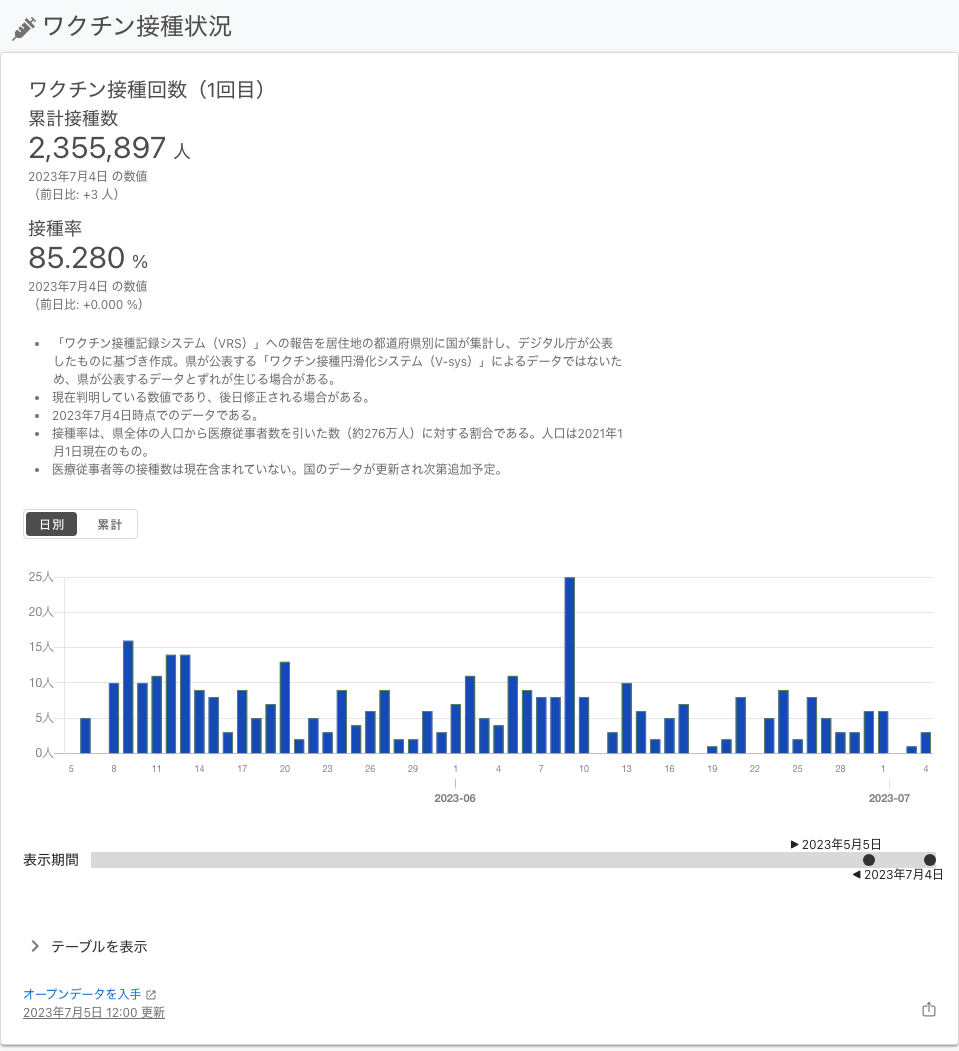 ワクチン接種状況
ワクチン接種回数（1回目）
累計接種数
2,355,897 人
2023年7月4日 の数値
（前日比: +3 人）
接種率
85.280 %
2023年7月4日 の数値
（前日比: +0.000 %）
• 「ワクチン接種記録システム（VRS）」への報告を居住地の都道府県別に国が集計し、デジタル庁が公表
したものに基づき作成。県が公表する「ワクチン接種円滑化システム（V-sys）」によるデータではないた
め、県が公表するデータとずれが生じる場合がある。
• 現在判明している数値であり、後日修正される場合がある。
• 2023年7月4日時点でのデータである。
• 接種率は、県全体の人口から医療従事者数を引いた数（約276万人）に対する割合である。人口は2021年1
月1日現在のもの。
• 医療従事者等の接種数は現在含まれていない。国のデータが更新され次第追加予定。
日別 累計
25人
20人
15人
10人
5人
0人
5 8 11 14 17 20 23 26 29 1 4 7 10 13 16 19 22 25 28 1 4
2023-06 2023-07
▶ 2023年5月5日
表示期間
◀ 2023年7月4日
テーブルを表示
オープンデータを入手
2023年7月5日 12:00 更新